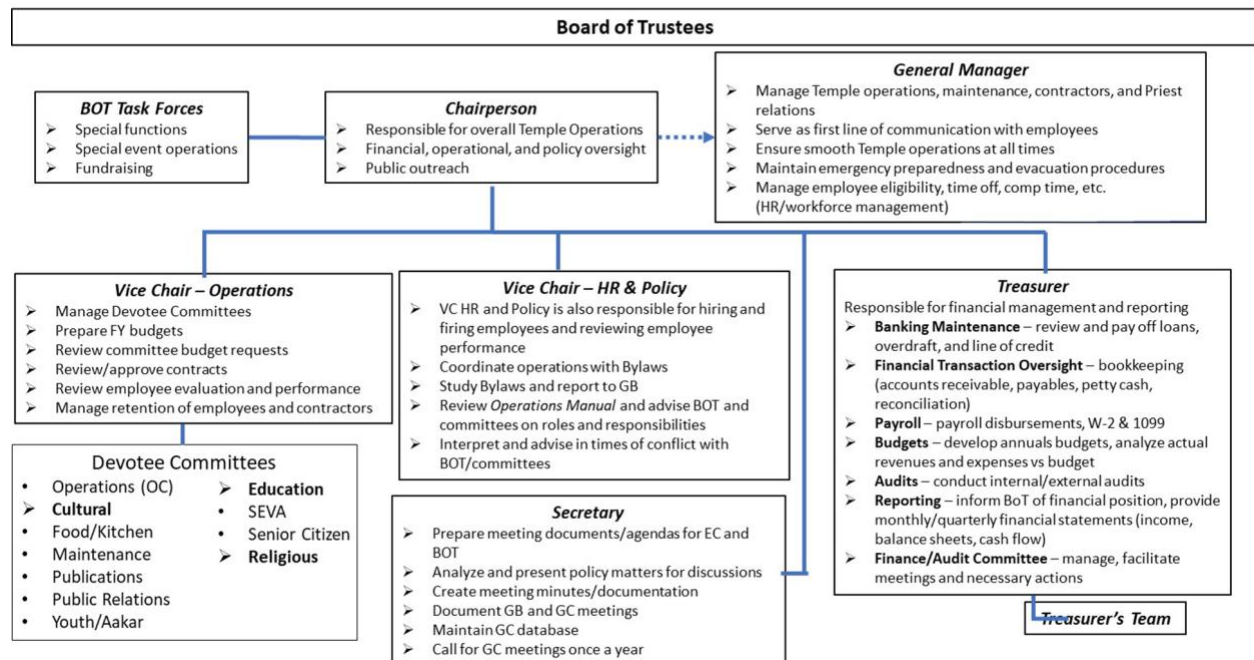 Board of Trustees
BOT Task Forces
➢ Special functions
➢ Special event operations
➢ Fundraising
Chairperson
➢ Responsible for overall Temple Operations
➢ Financial, operational, and policy oversight
➢ Public outreach
General Manager
➢ Manage Temple operations, maintenance, contractors, and Priest
relations
➢ Serve as first line of communication with employees
➢ Ensure smooth Temple operations at all times
➢ Maintain emergency preparedness and evacuation procedures
➢ Manage employee eligibility, time off, comp time, etc.
(HR/workforce management)
Vice Chair – Operations
➢ Manage Devotee Committees
➢ Prepare FY budgets
➢ Review committee budget requests
➢ Review/approve contracts
➢ Review employee evaluation and performance
➢ Manage retention of employees and contractors
Devotee Committees
• Operations (OC)
➢ Cultural
• Food/Kitchen
• Maintenance
• Publications
• Public Relations
• Youth/Aakar
➢ Education
• SEVA
• Senior Citizen
➢ Religious
Vice Chair – HR & Policy
➢ VC HR and Policy is also responsible for hiring and
firing employees and reviewing employee
performance
➢ Coordinate operations with Bylaws
➢ Study Bylaws and report to GB
➢ Review Operations Manual and advise BOT and
committees on roles and responsibilities
➢ Interpret and advise in times of conflict with
BOT/committees
Secretary
➢ Prepare meeting documents/agendas for EC and
BOT
➢ Analyze and present policy matters for discussions
➢ Create meeting minutes/documentation
➢ Document GB and GC meetings
➢ Maintain GC database
➢ Call for GC meetings once a year
Treasurer
Responsible for financial management and reporting
➢ Banking Maintenance – review and pay off loans,
overdraft, and line of credit
➢ Financial Transaction Oversight – bookkeeping
(accounts receivable, payables, petty cash,
reconciliation)
➢ Payroll – payroll disbursements, W-2 & 1099
➢ Budgets – develop annuals budgets, analyze actual
revenues and expenses vs budget
➢ Audits – conduct internal/external audits
➢ Reporting – inform BoT of financial position, provide
monthly/quarterly financial statements (income,
balance sheets, cash flow)
➢ Finance/Audit Committee – manage, facilitate
meetings and necessary actions
Treasurer's Team